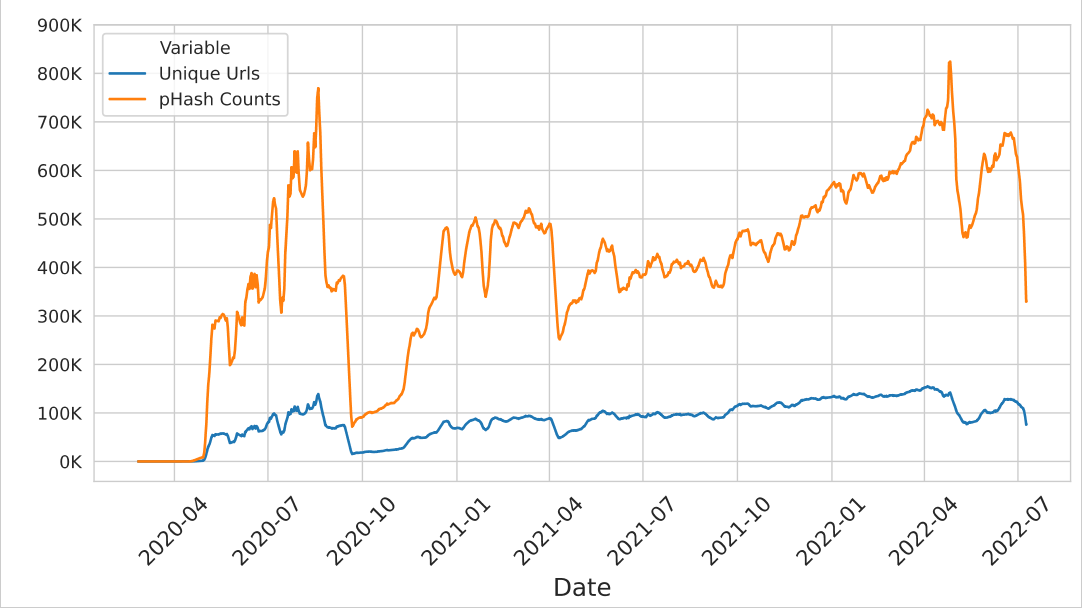 900K
800K
700K
600K
500K
400K
300K
200K
100K
0K
Variable
Unique Urls
pHash Counts
2020-04
2020-07
2020-10
2021-01
2021-04
2021-07
2021-10
2022-01
2022-04
2022-07
Date